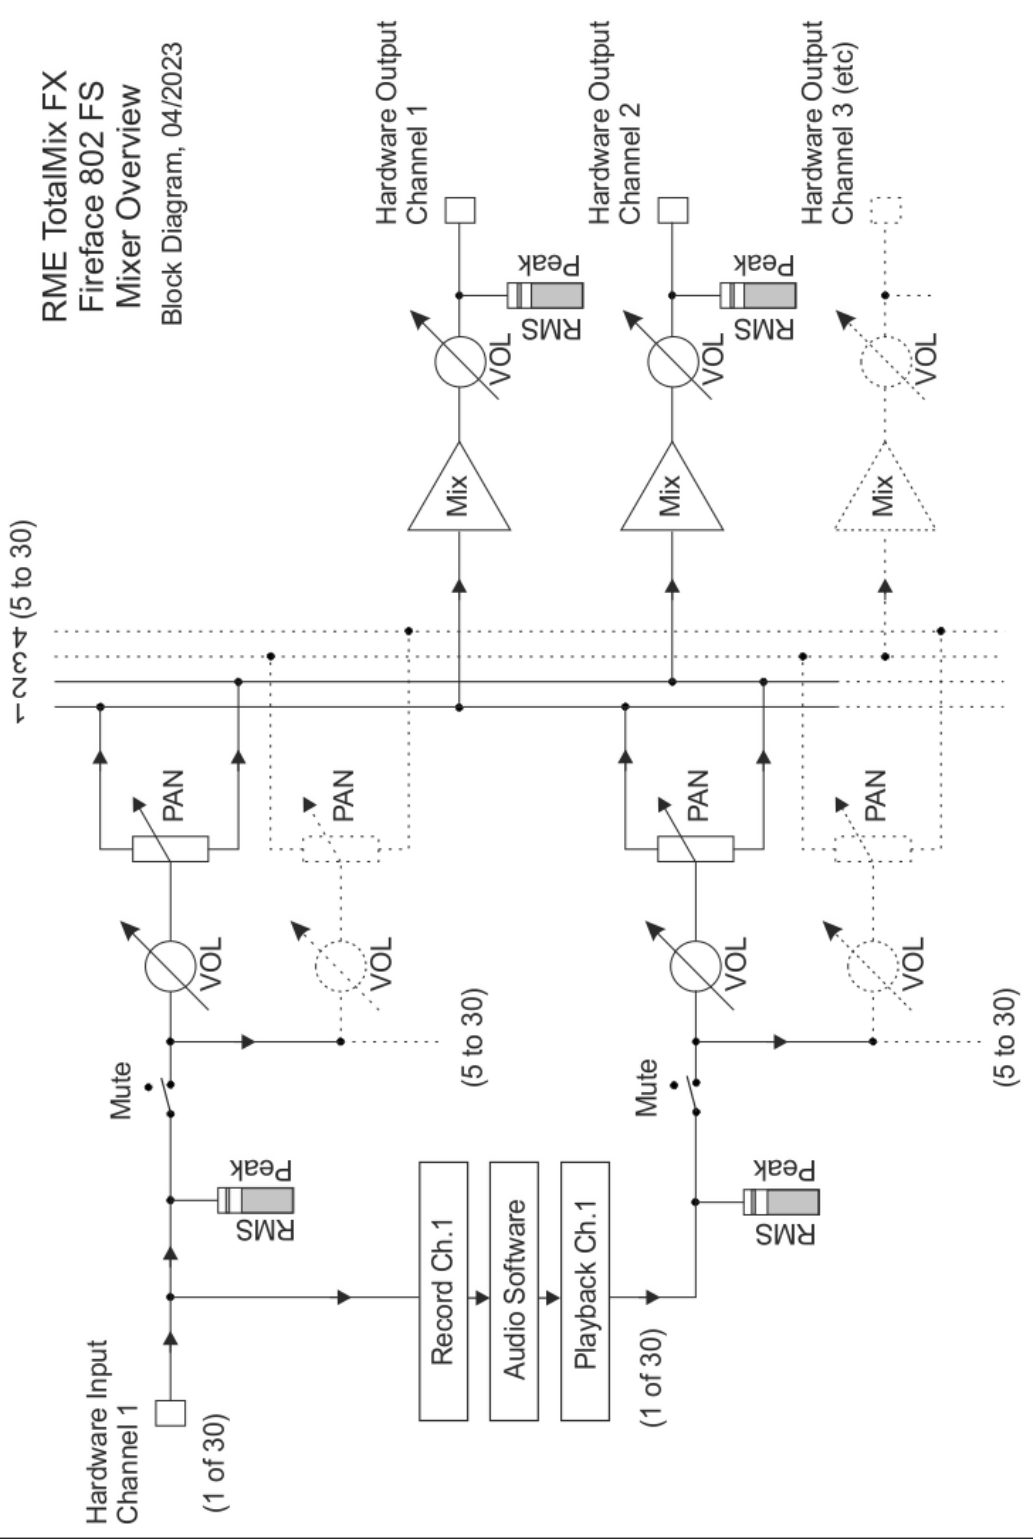 RME TotalMix FX
Fireface 802 FS
Mixer Overview
Block Diagram, 04/2023
Hardware Input
Channel 1
(1 of 30)
RMS
Peak
Mute
VOL
PAN
VOL
PAN
(5 to 30)
1 2 3 4 (5 to 30)
Mix
VOL
RMS
Peak
Hardware Output
Channel 1
Record Ch.1
Audio Software
Playback Ch.1
(1 of 30)
RMS
Peak
Mute
VOL
PAN
VOL
PAN
(5 to 30)
Mix
VOL
RMS
Peak
Hardware Output
Channel 2
Mix
VOL
Hardware Output
Channel 3 (etc)